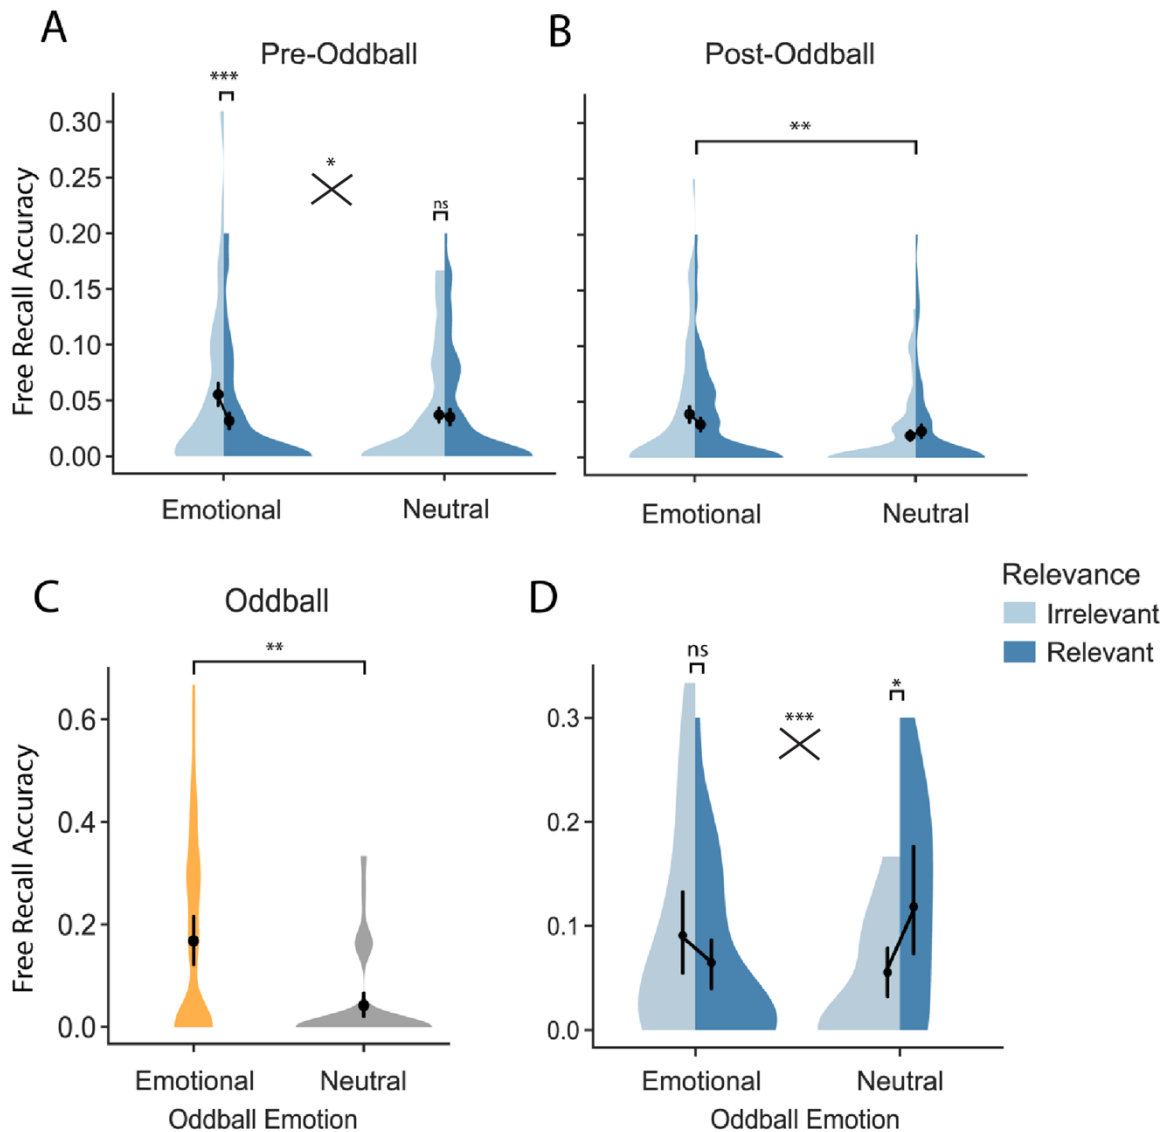 A
Pre-Oddball
B
Post-Oddball
***
*
ns
**
Free Recall Accuracy
0.30
0.25
0.20
0.15
0.10
0.05
0.00
Emotional
Neutral
Emotional
Neutral
C
Oddball
D
Relevance
Irrelevant
Relevant
**
ns
***
*
Free Recall Accuracy
0.6
0.4
0.2
0.0
0.3
0.2
0.1
0.0
Emotional
Neutral
Oddball Emotion
Emotional
Neutral
Oddball Emotion